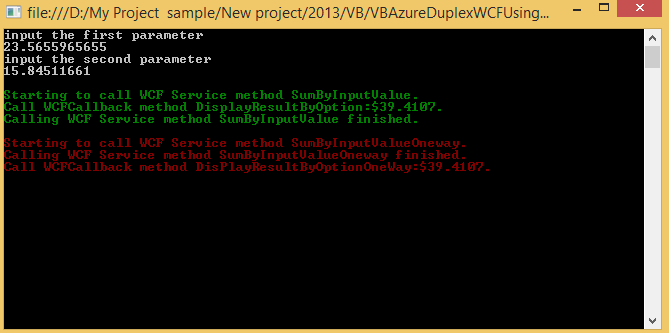 file:///D:/My Project  sample/New project/2013/VB/VBAzureDuplexWCFUsing...
input the first parameter
23.5655965655
input the second parameter
15.84511661
Starting to call WCF Service method SumByInputValue.
Call WCFCallback method DisplayResultByOption:$39.4107.
Calling WCF Service method SumByInputValue finished.
Starting to call WCF Service method SumByInputValueOneway.
Calling WCF Service method SumByInputValueOneway finished.
Call WCFCallback method DisPlayResultByOptionOneWay:$39.4107.